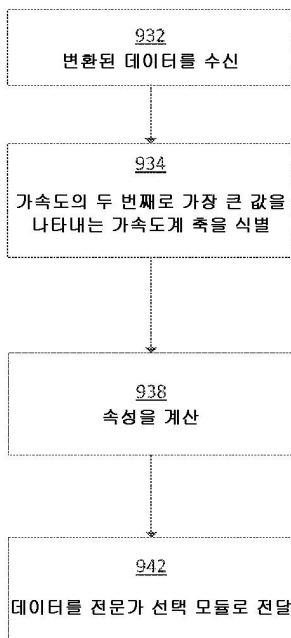 932
변환된 데이터를 수신
934
가속도의 두 번째로 가장 큰 값을
나타내는 가속도계 축을 식별
938
속성을 계산
942
데이터를 전문가 선택 모듈로 전달